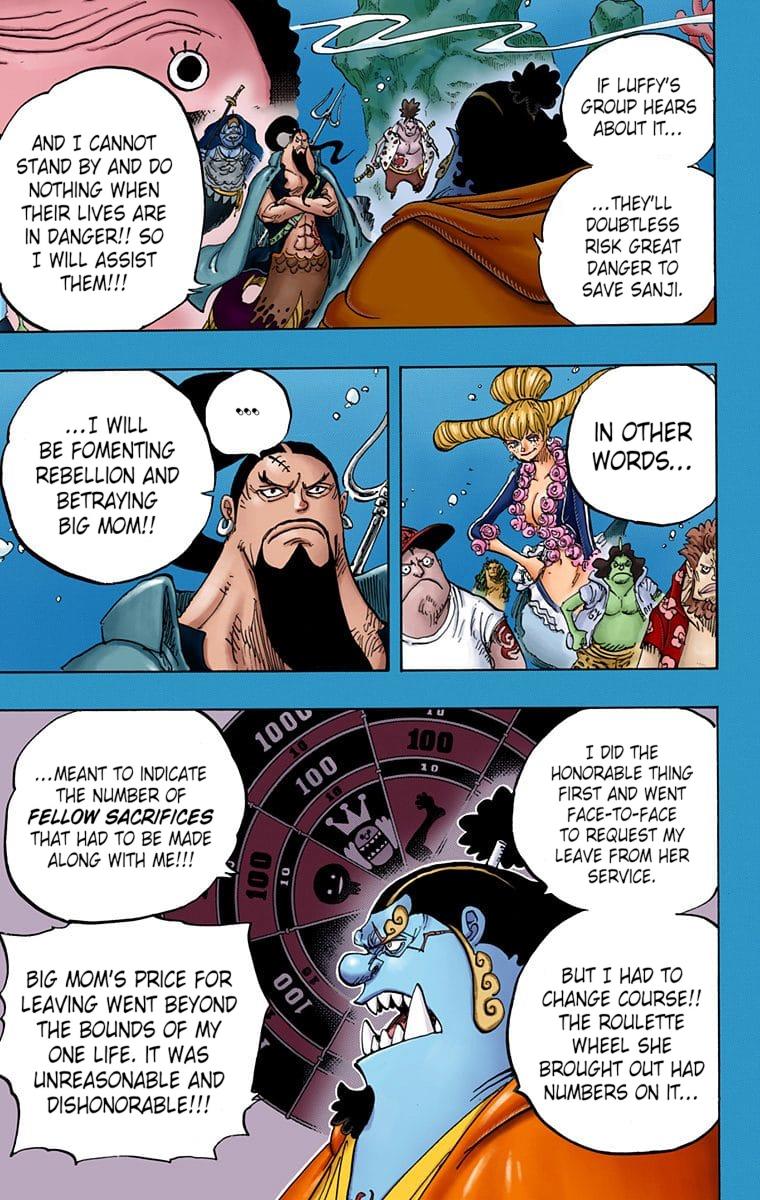 IF LUFFY'S
GROUP HEARS
ABOUT IT...
...THEY'LL
DOUBTLESS
RISK GREAT
DANGER TO
SAVE SANJI.
AND I CANNOT
STAND BY AND DO
NOTHING WHEN
THEIR LIVES ARE
IN DANGER!! SO
I WILL ASSIST
THEM!!!
IN OTHER
WORDS...
...
...I WILL
BE FOMENTING
REBELLION AND
BETRAYING
BIG MOM!!
I DID THE
HONORABLE THING
FIRST AND WENT
FACE-TO-FACE
TO REQUEST MY
LEAVE FROM HER
SERVICE.
BUT I HAD TO
CHANGE COURSE!!
THE ROULETTE
WHEEL SHE
BROUGHT OUT HAD
NUMBERS ON IT...
1000
10
100
10
10
100
10
100
10
100
10
...MEANT TO INDICATE
THE NUMBER OF
FELLOW SACRIFICES
THAT HAD TO BE MADE
ALONG WITH ME!!!
BIG MOM'S PRICE FOR
LEAVING WENT BEYOND
THE BOUNDS OF MY
ONE LIFE. IT WAS
UNREASONABLE AND
DISHONORABLE!!!